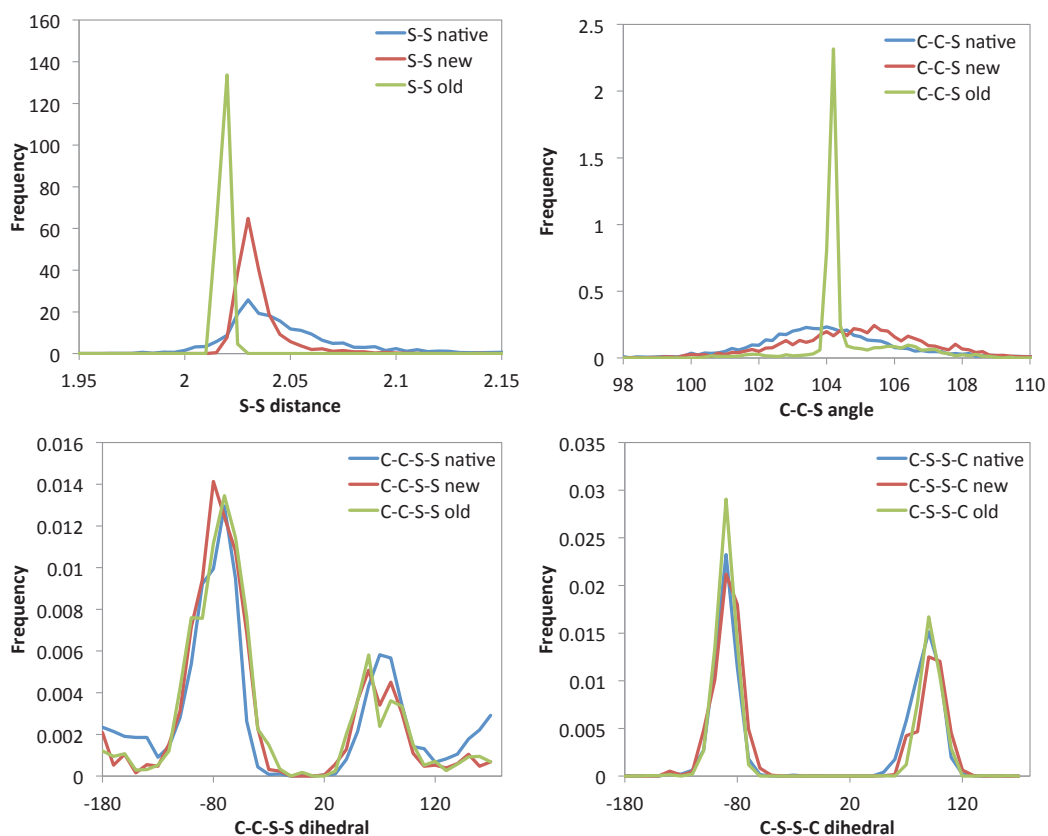 160
140
120
100
80
60
40
20
0
Frequency
S-S native
S-S new
S-S old
1.95 2 2.05 2.1 2.15
S-S distance
2.5
2
1.5
1
0.5
0
Frequency
C-C-S native
C-C-S new
C-C-S old
98 100 102 104 106 108 110
C-C-S angle
0.016
0.014
0.012
0.01
0.008
0.006
0.004
0.002
0
Frequency
C-C-S-S native
C-C-S-S new
C-C-S-S old
-180 -80 20 120
C-C-S-S dihedral
0.035
0.03
0.025
0.02
0.015
0.01
0.005
0
Frequency
C-S-S-C native
C-S-S-C new
C-S-S-C old
-180 -80 20 120
C-S-S-C dihedral